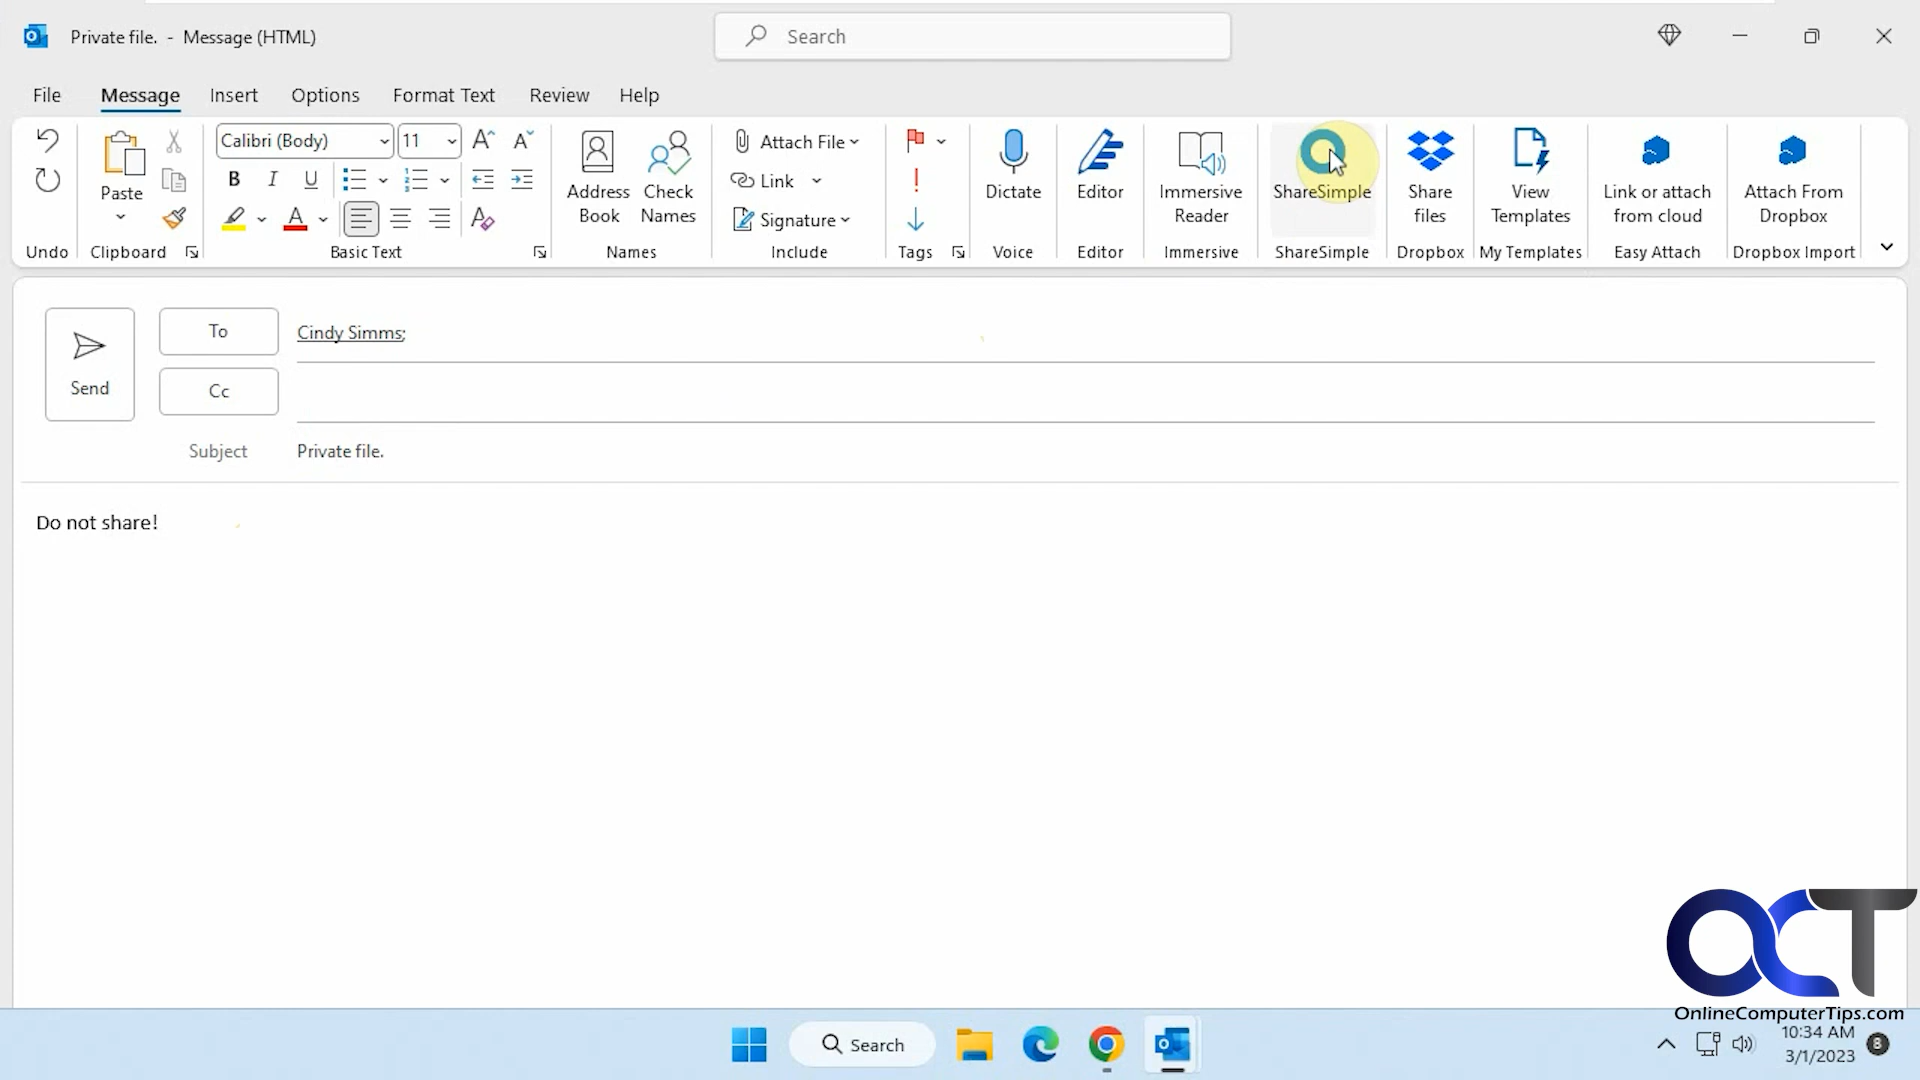 Private file. - Message (HTML)
Search
File Message Insert Options Format Text Review Help
Calibri (Body) 11
Attach File
Paste
B I U
Link
Signature
Address Book
Check Names
Dictate
Editor
Immersive Reader
ShareSimple
Share files
View Templates
Link or attach from cloud
Attach From Dropbox
Undo Clipboard Basic Text Names Include Tags Voice Editor Immersive ShareSimple Dropbox My Templates Easy Attach Dropbox Import
Send
To Cindy Simms;
Cc
Subject Private file.
Do not share!
OCT
OnlineComputerTips.com
Search
10:34 AM
3/1/2023
8